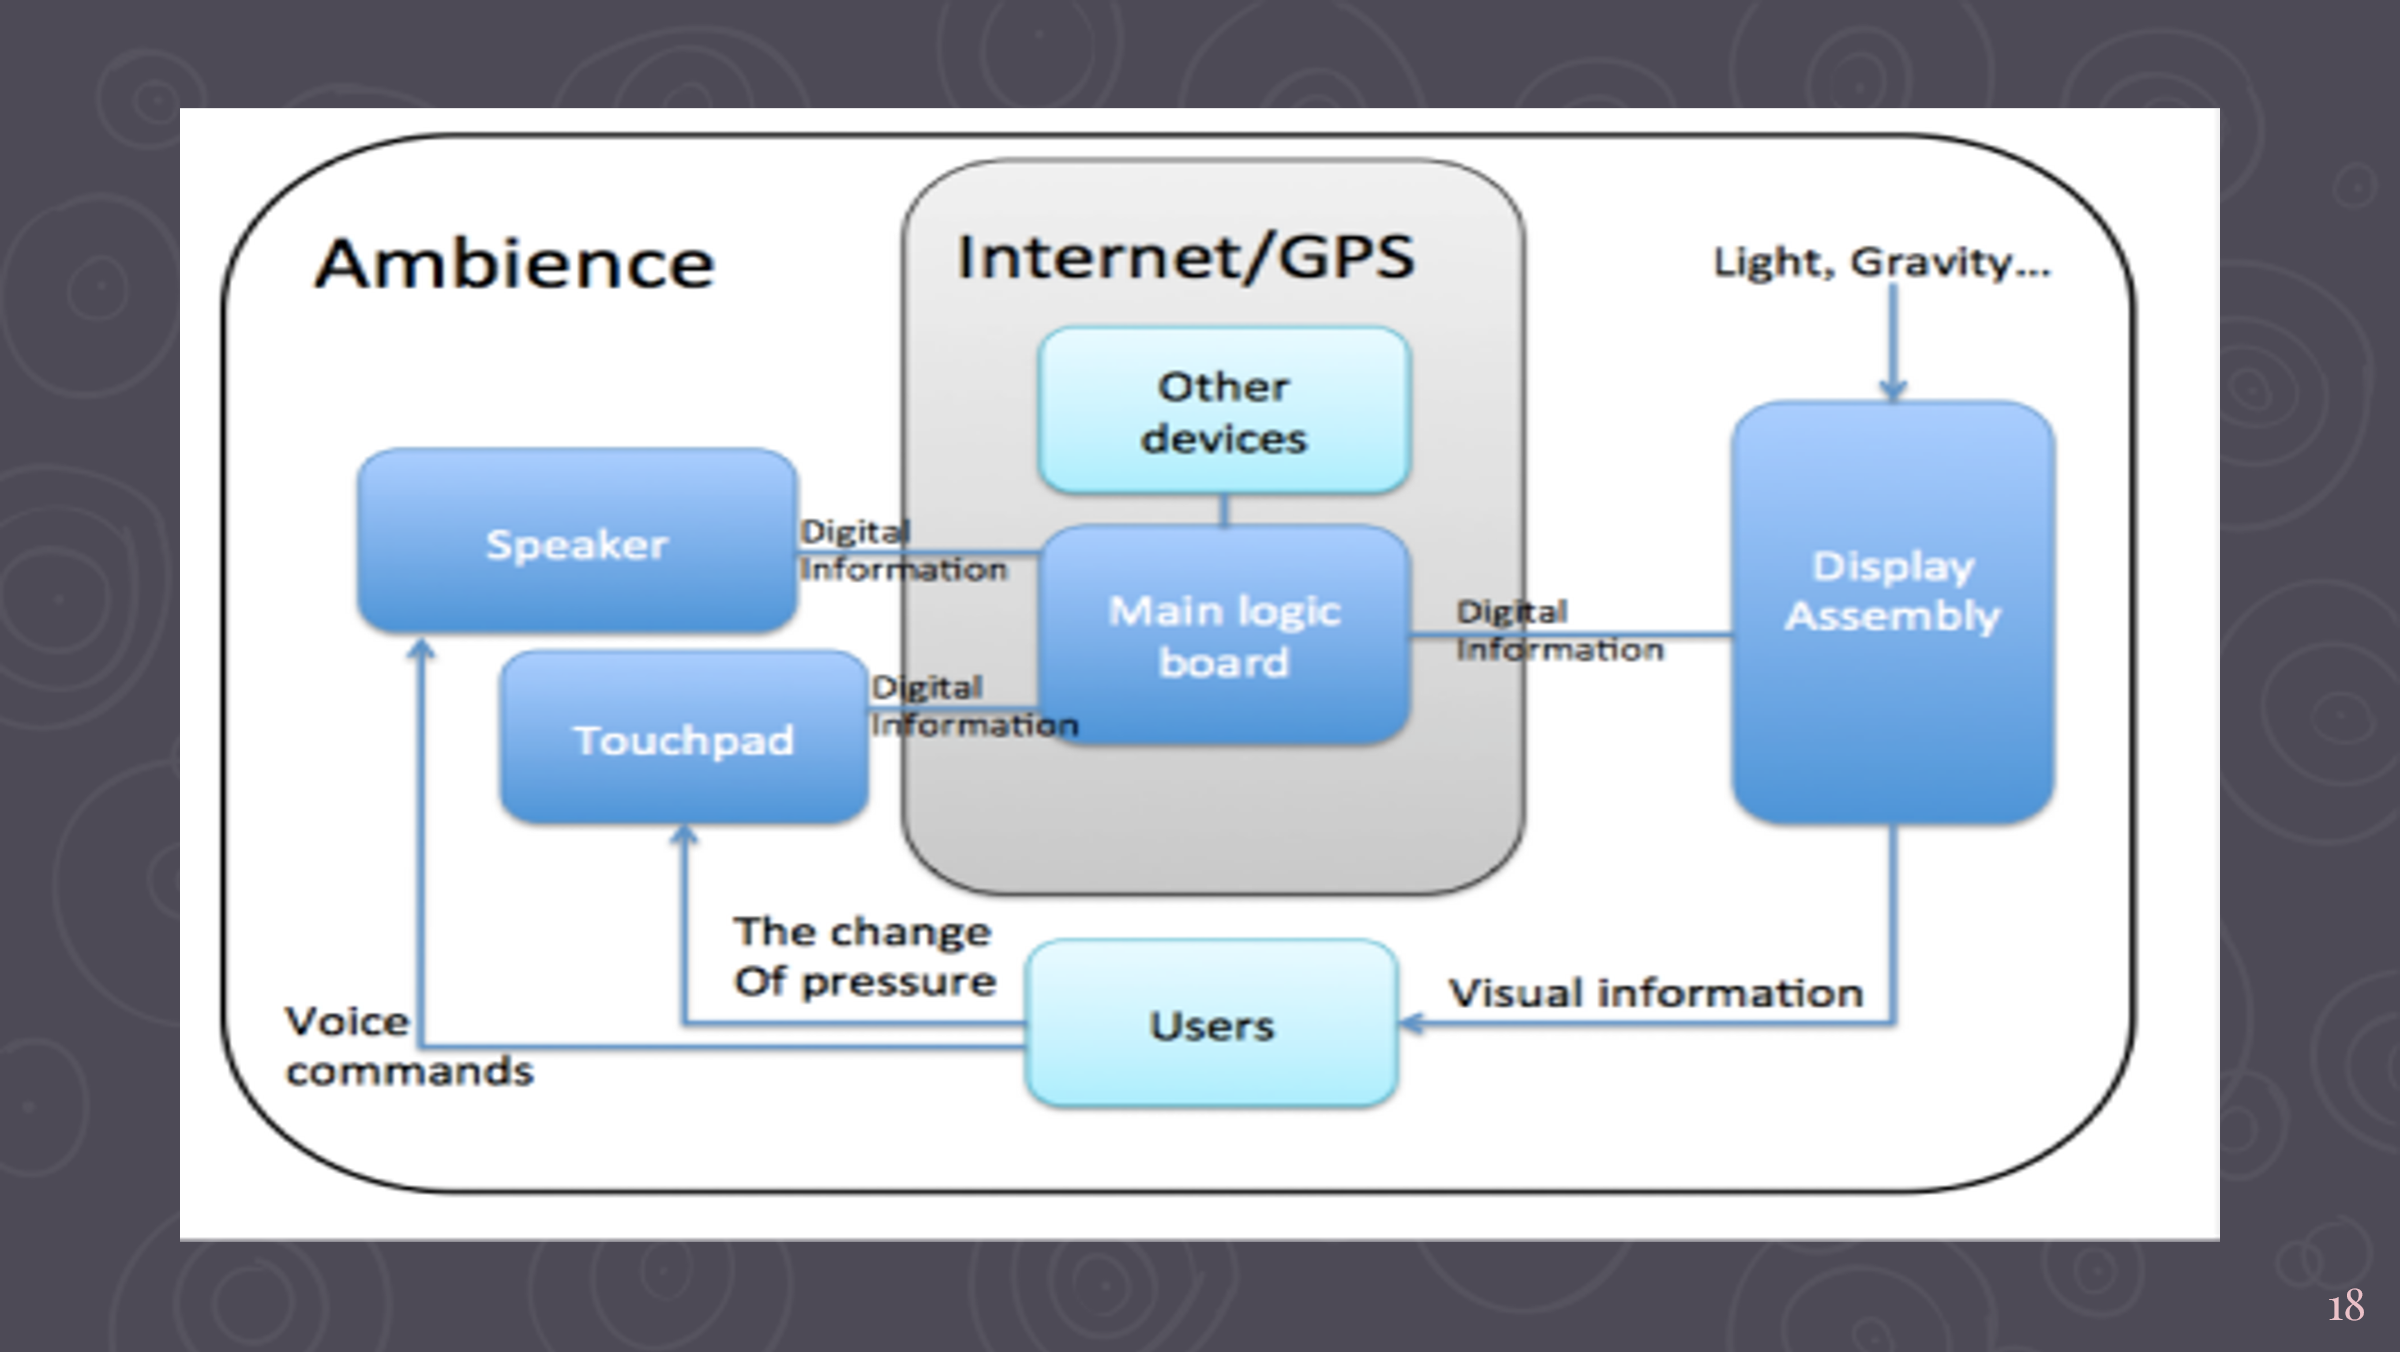 Ambience
Internet/GPS
Light, Gravity...
Other
devices
Speaker
Digital
Information
Main logic
board
Digital
Information
Display
Assembly
Touchpad
Digital
Information
The change
Of pressure
Voice
commands
Users
Visual information
18